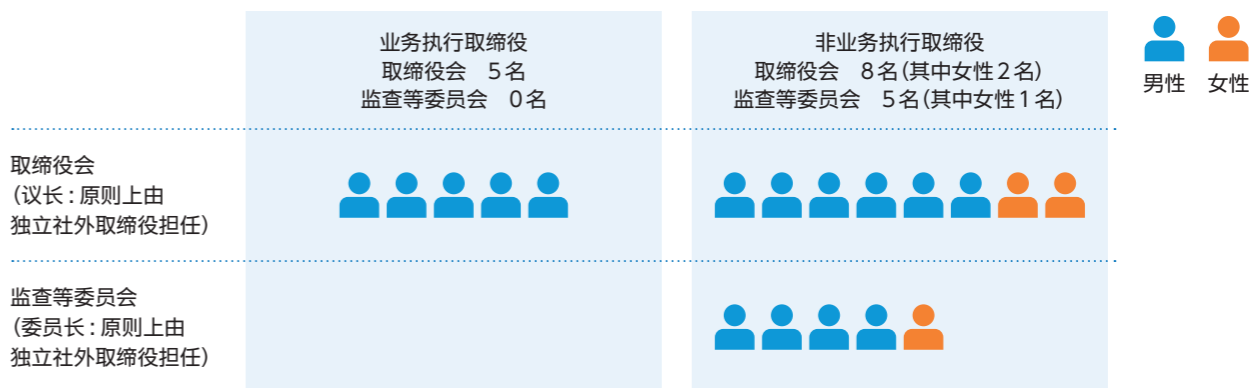 业务执行取缔役
取缔役会　5名
监查等委员会　0名
非业务执行取缔役
取缔役会　8名(其中女性2名)
监查等委员会　5名(其中女性1名)
男性
女性
取缔役会
(议长:原则上由
独立社外取缔役担任)
监查等委员会
(委员长:原则上由
独立社外取缔役担任)